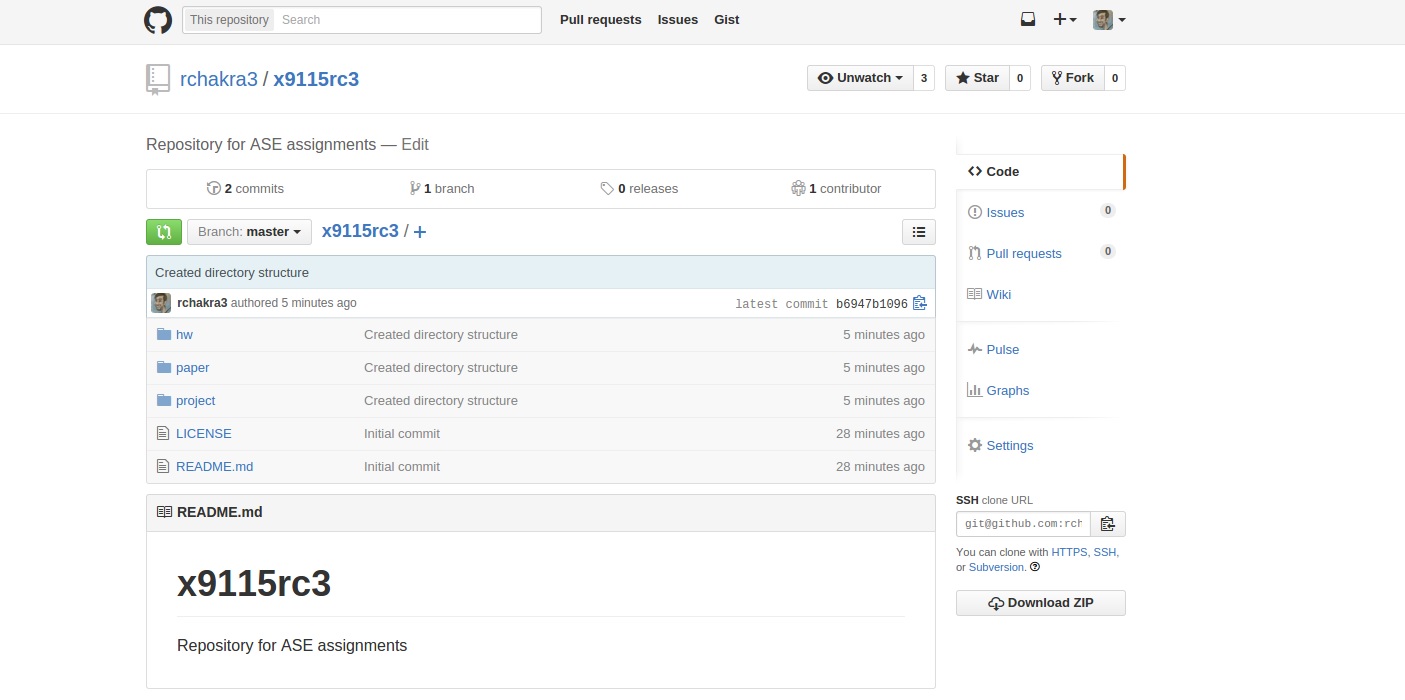 This repository Search Pull requests Issues Gist
rchakra3 / x9115rc3 Unwatch 3 Star 0 Fork 0
Repository for ASE assignments — Edit
2 commits 1 branch 0 releases 1 contributor
Branch: master x9115rc3 / +
Created directory structure
rchakra3 authored 5 minutes ago latest commit b6947b1096
hw Created directory structure 5 minutes ago
paper Created directory structure 5 minutes ago
project Created directory structure 5 minutes ago
LICENSE Initial commit 28 minutes ago
README.md Initial commit 28 minutes ago
README.md
x9115rc3
Repository for ASE assignments
Code
Issues 0
Pull requests 0
Wiki
Pulse
Graphs
Settings
SSH clone URL
git@github.com:rch
You can clone with HTTPS, SSH,
or Subversion.
Download ZIP